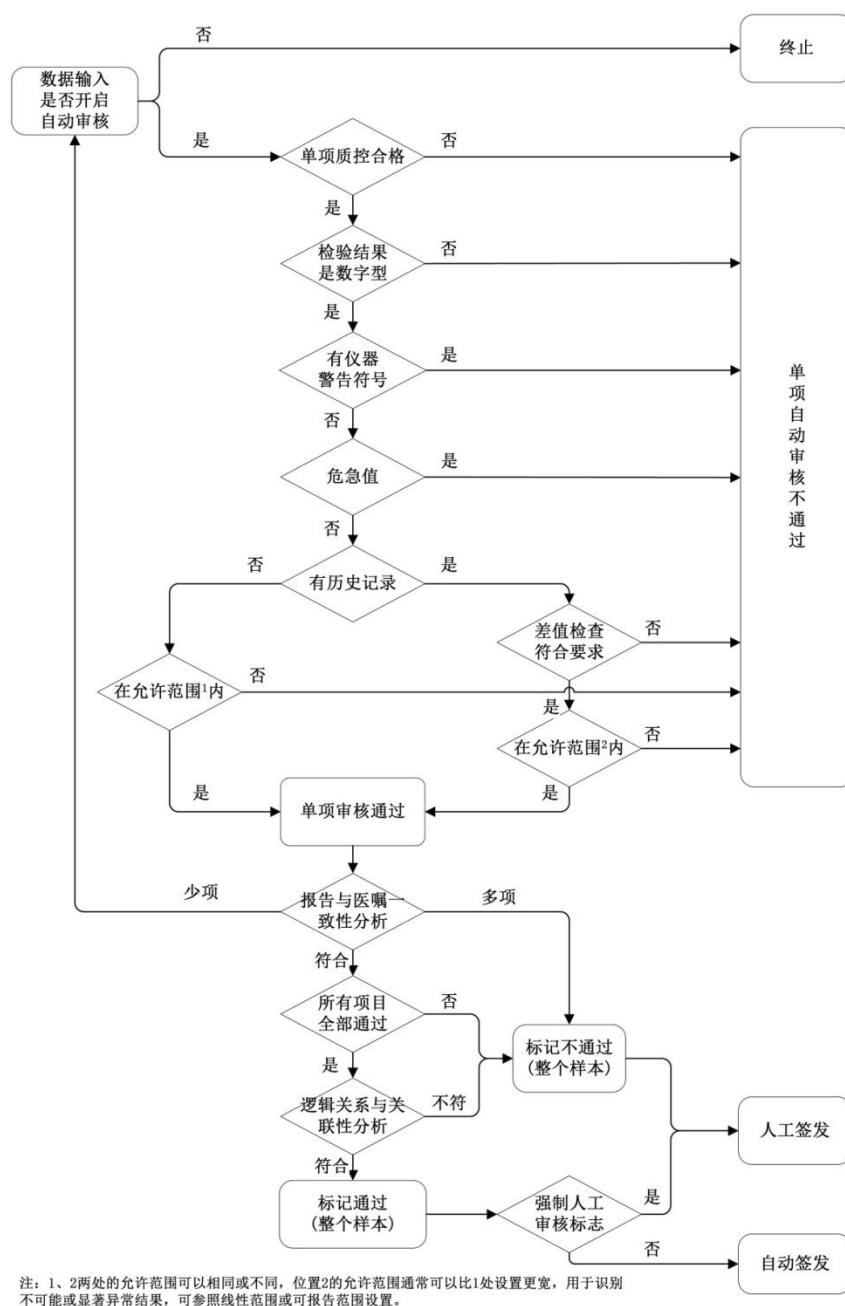 否
终止
数据输入
是否开启
自动审核
是
单项质控合格
否
是
检验结果
是数字型
否
是
有仪器
警告符号
是
否
危急值
是
否
有历史记录
否
是
差值检查
符合要求
否
在允许范围¹内
否
是
在允许范围²内
否
是
是
单项自动审核不通过
单项审核通过
少项
报告与医嘱一
致性分析
多项
符合
所有项目
全部通过
否
是
标记不通过
(整个样本)
逻辑关系与关
联性分析
不符
人工签发
符合
标记通过
(整个样本)
强制人工
审核标志
是
否
自动签发
注：1、2两处的允许范围可以相同或不同，位置2的允许范围通常可以比1处设置更宽，用于识别
不可能或显著异常结果，可参照线性范围或可报告范围设置。